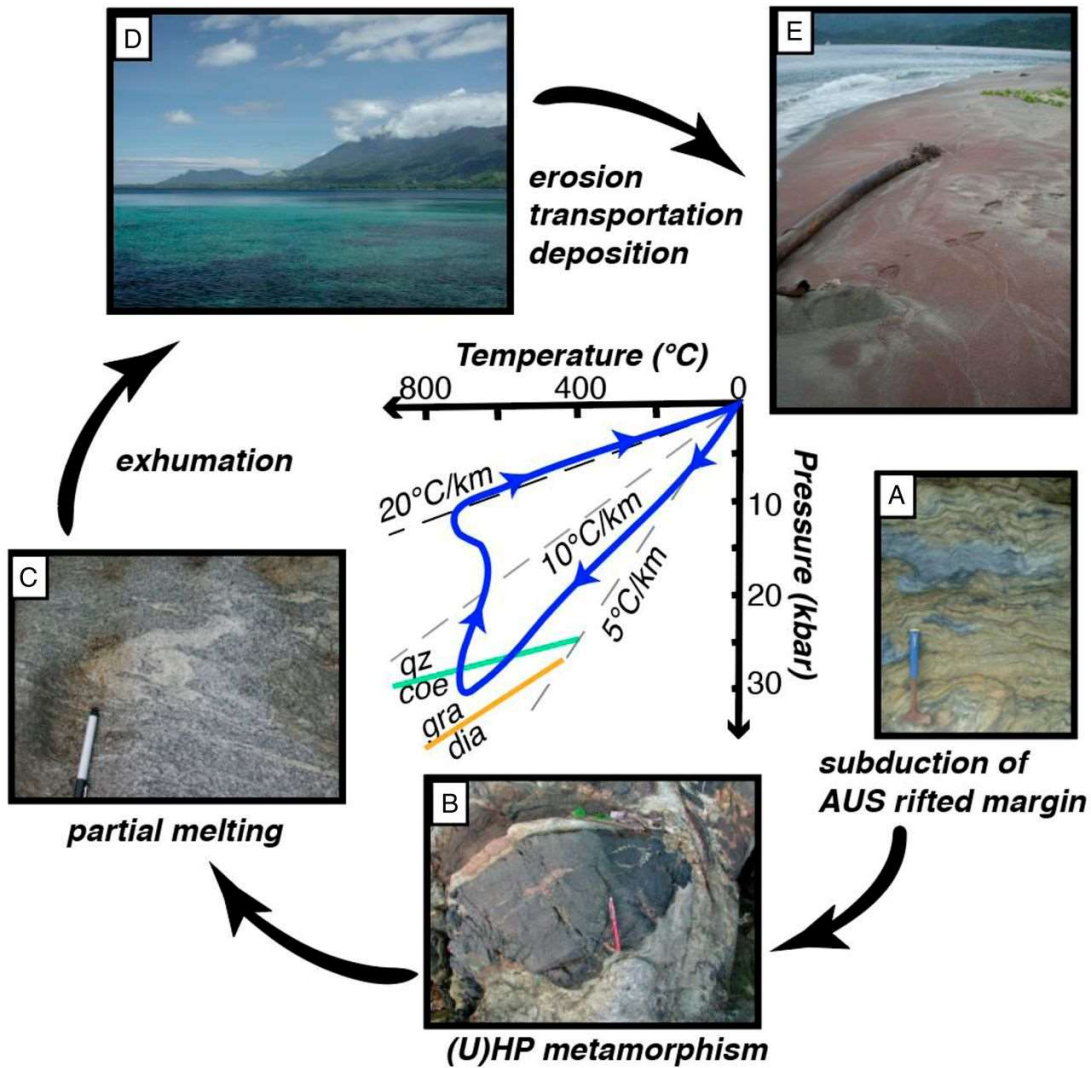 D
E
erosion
transportation
deposition
Temperature (°C)
800
400
0
exhumation
20°C/km
10°C/km
5°C/km
10
20
30
Pressure (kbar)
A
qz
coe
gra
dia
C
subduction of
AUS rifted margin
B
partial melting
(U)HP metamorphism